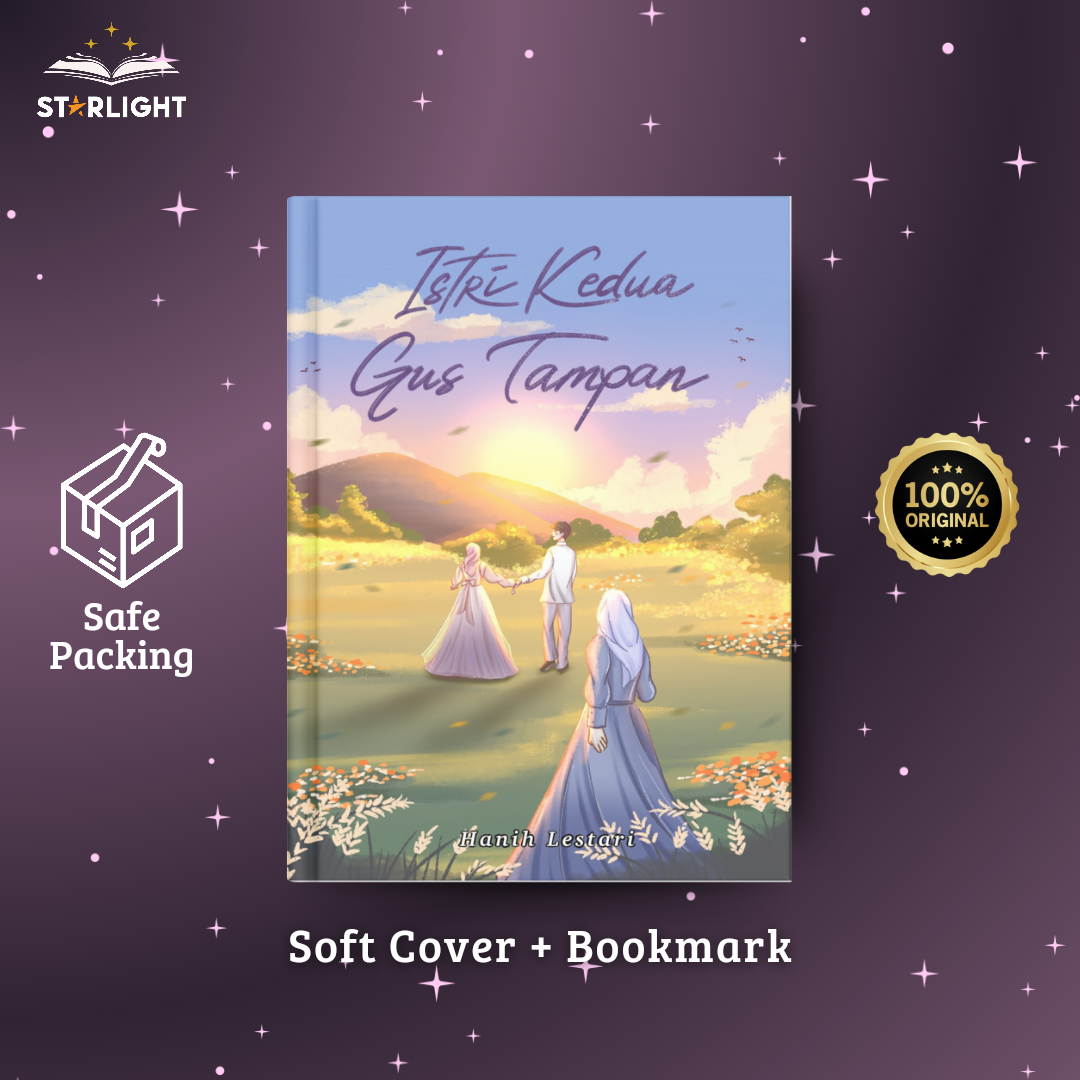 STARLIGHT
Istri Kedua
Gus Tampan
Safe
Packing
100%
ORIGINAL
Hanih Lestari
Soft Cover + Bookmark